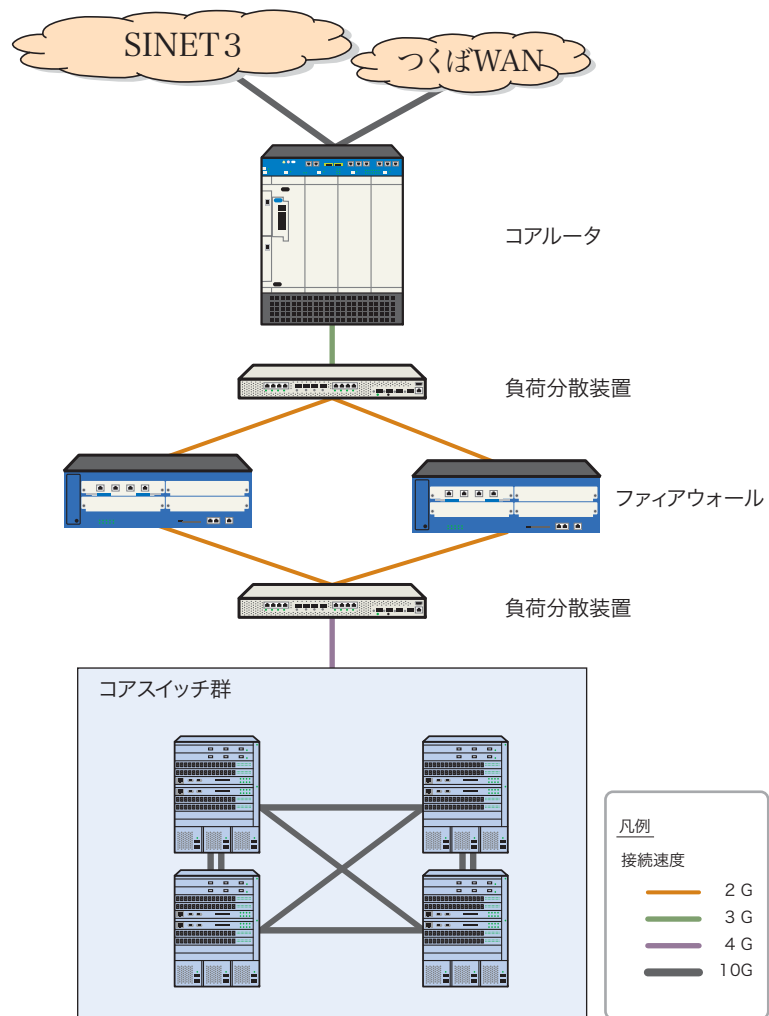 SINET3
つくばWAN
コアルータ
負荷分散装置
ファィアウォール
負荷分散装置
コアスイッチ群
凡例
接続速度
2 G
3 G
4 G
10G